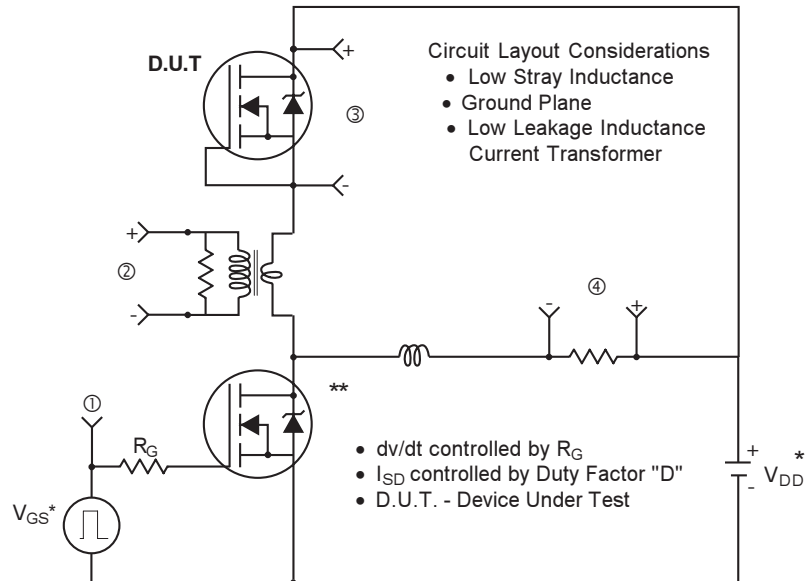 D.U.T
+
Circuit Layout Considerations
• Low Stray Inductance
• Ground Plane
• Low Leakage Inductance
Current Transformer
③
-
+
②
-
④
- +
**
①
R_G
V_GS*
• dv/dt controlled by R_G
• I_SD controlled by Duty Factor "D"
• D.U.T. - Device Under Test
+
-
V_DD*